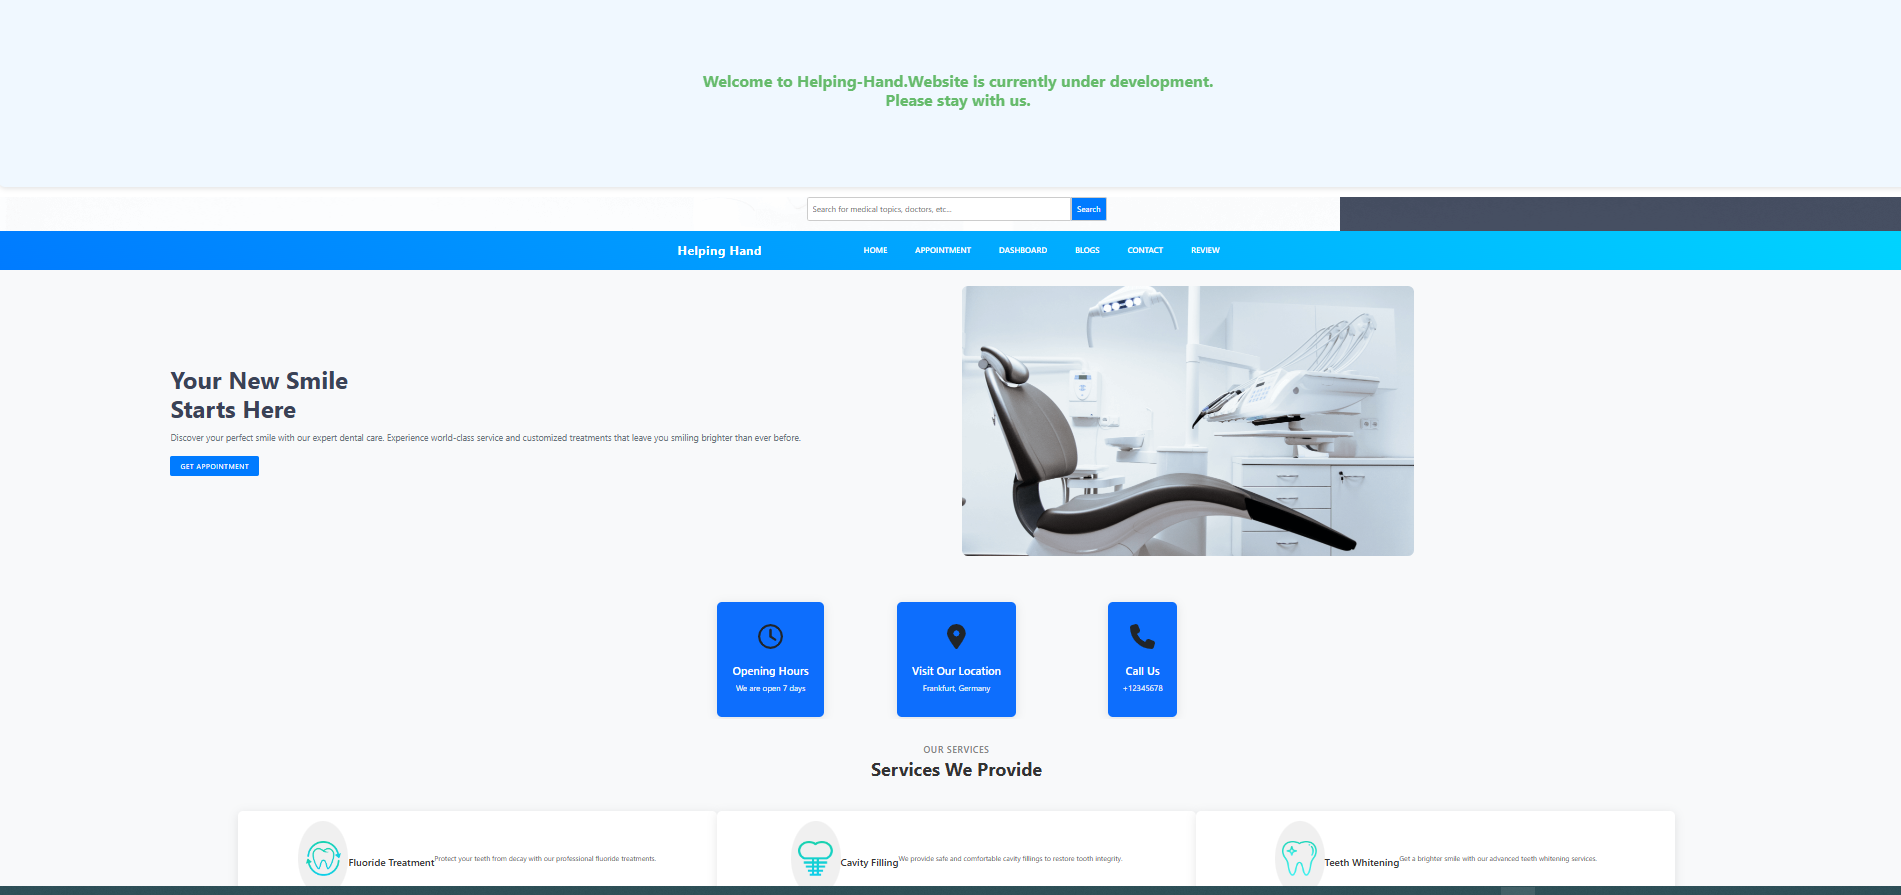 Welcome to Helping-Hand.Website is currently under development.
Please stay with us.
Search for medical topics, doctors, etc...
Search
Helping Hand
HOME
APPOINTMENT
DASHBOARD
BLOGS
CONTACT
REVIEW
Your New Smile
Starts Here
Discover your perfect smile with our expert dental care. Experience world-class service and customized treatments that leave you smiling brighter than ever before.
GET APPOINTMENT
Opening Hours
We are open 7 days
Visit Our Location
Frankfurt, Germany
Call Us
+12345678
OUR SERVICES
Services We Provide
Fluoride Treatment
Protect your teeth from decay with our professional fluoride treatments.
Cavity Filling
We provide safe and comfortable cavity fillings to restore tooth integrity.
Teeth Whitening
Get a brighter smile with our advanced teeth whitening services.